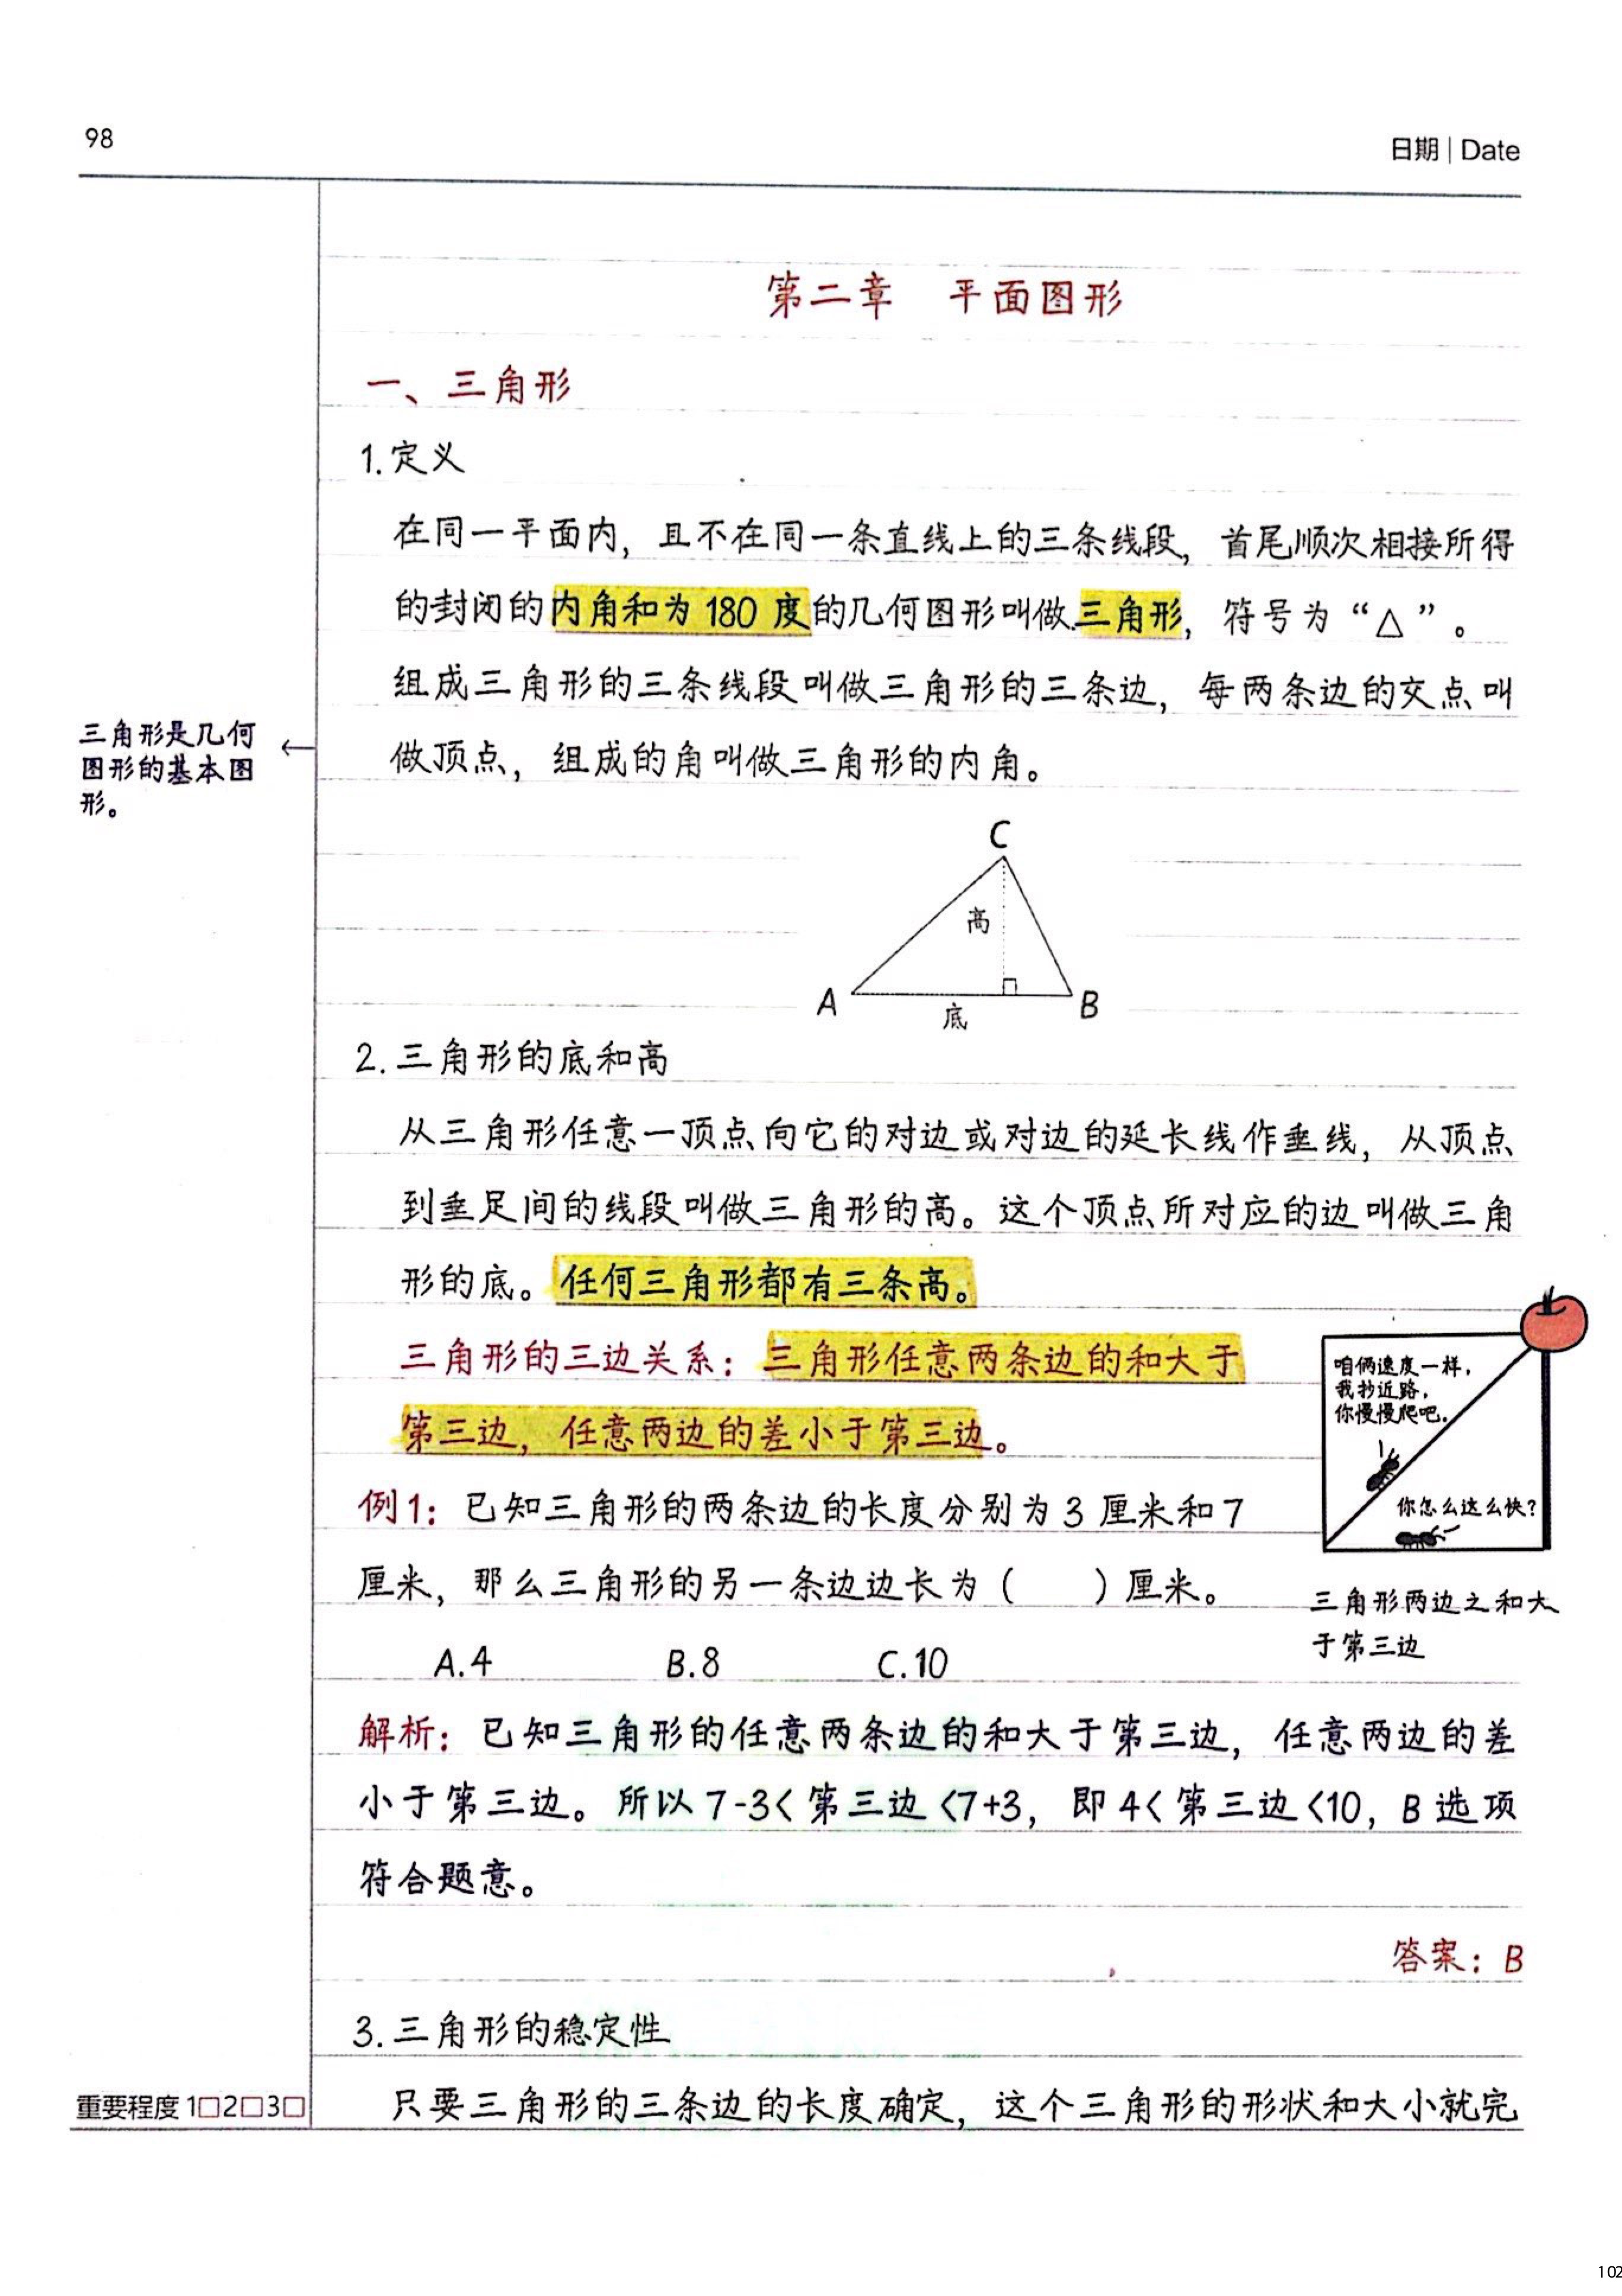 98
日期 | Date
第二章 平面图形
一、三角形
1.定义
在同一平面内，且不在同一条直线上的三条线段，首尾顺次相接所得
的封闭的内角和为180度的几何图形叫做三角形，符号为“△”。
组成三角形的三条线段叫做三角形的三条边，每两条边的交点叫
做顶点，组成的角叫做三角形的内角。
三角形是几何
图形的基本图
形。
←
C
高
A
B
底
2.三角形的底和高
从三角形任意一顶点向它的对边或对边的延长线作垂线，从顶点
到垂足间的线段叫做三角形的高。这个顶点所对应的边叫做三角
形的底。任何三角形都有三条高。
三角形的三边关系：三角形任意两条边的和大于
第三边，任意两边的差小于第三边。
咱俩速度一样，
我抄近路，
你慢慢爬吧。
你怎么这么快？
三角形两边之和大
于第三边
例1：已知三角形的两条边的长度分别为3厘米和7
厘米，那么三角形的另一条边边长为（ ）厘米。
A.4 B.8 C.10
解析：已知三角形的任意两条边的和大于第三边，任意两边的差
小于第三边。所以7-3<第三边<7+3，即4<第三边<10，B选项
符合题意。
答案：B
3.三角形的稳定性
只要三角形的三条边的长度确定，这个三角形的形状和大小就完
重要程度 1□2□3□
102